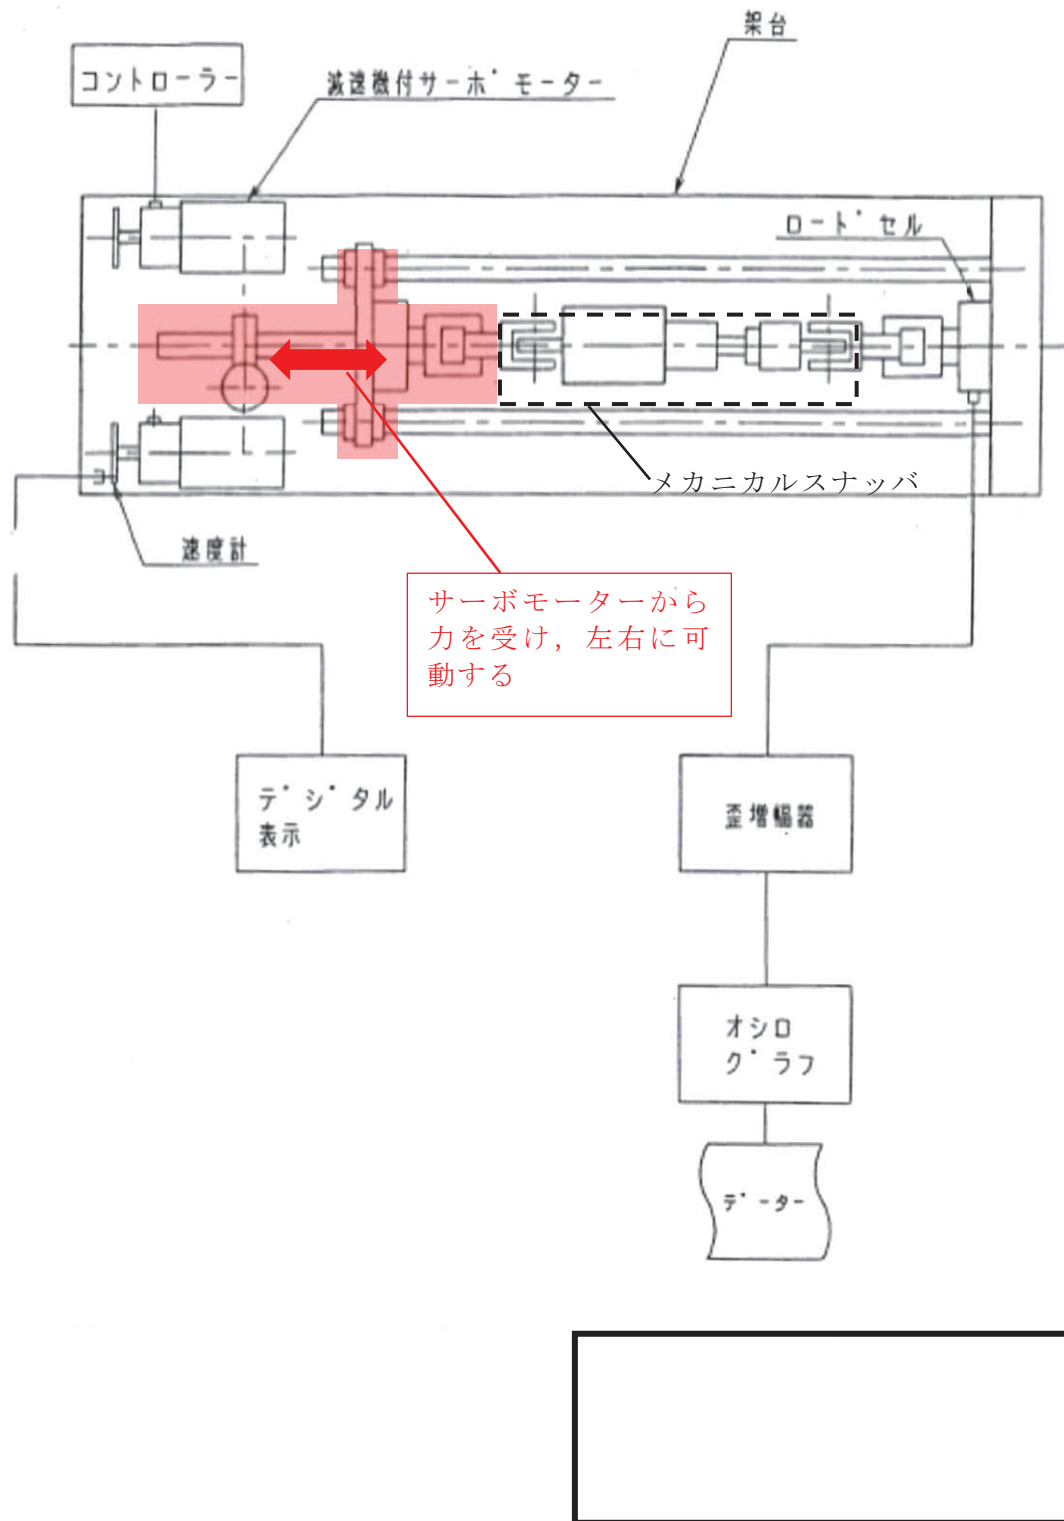 架台
コントローラー
減速機付サーボモーター
ロードセル
メカニカルスナッバ
速度計
サーボモーターから
力を受け，左右に可
動する
デジタル
表示
歪増幅器
オシロ
グラフ
データー